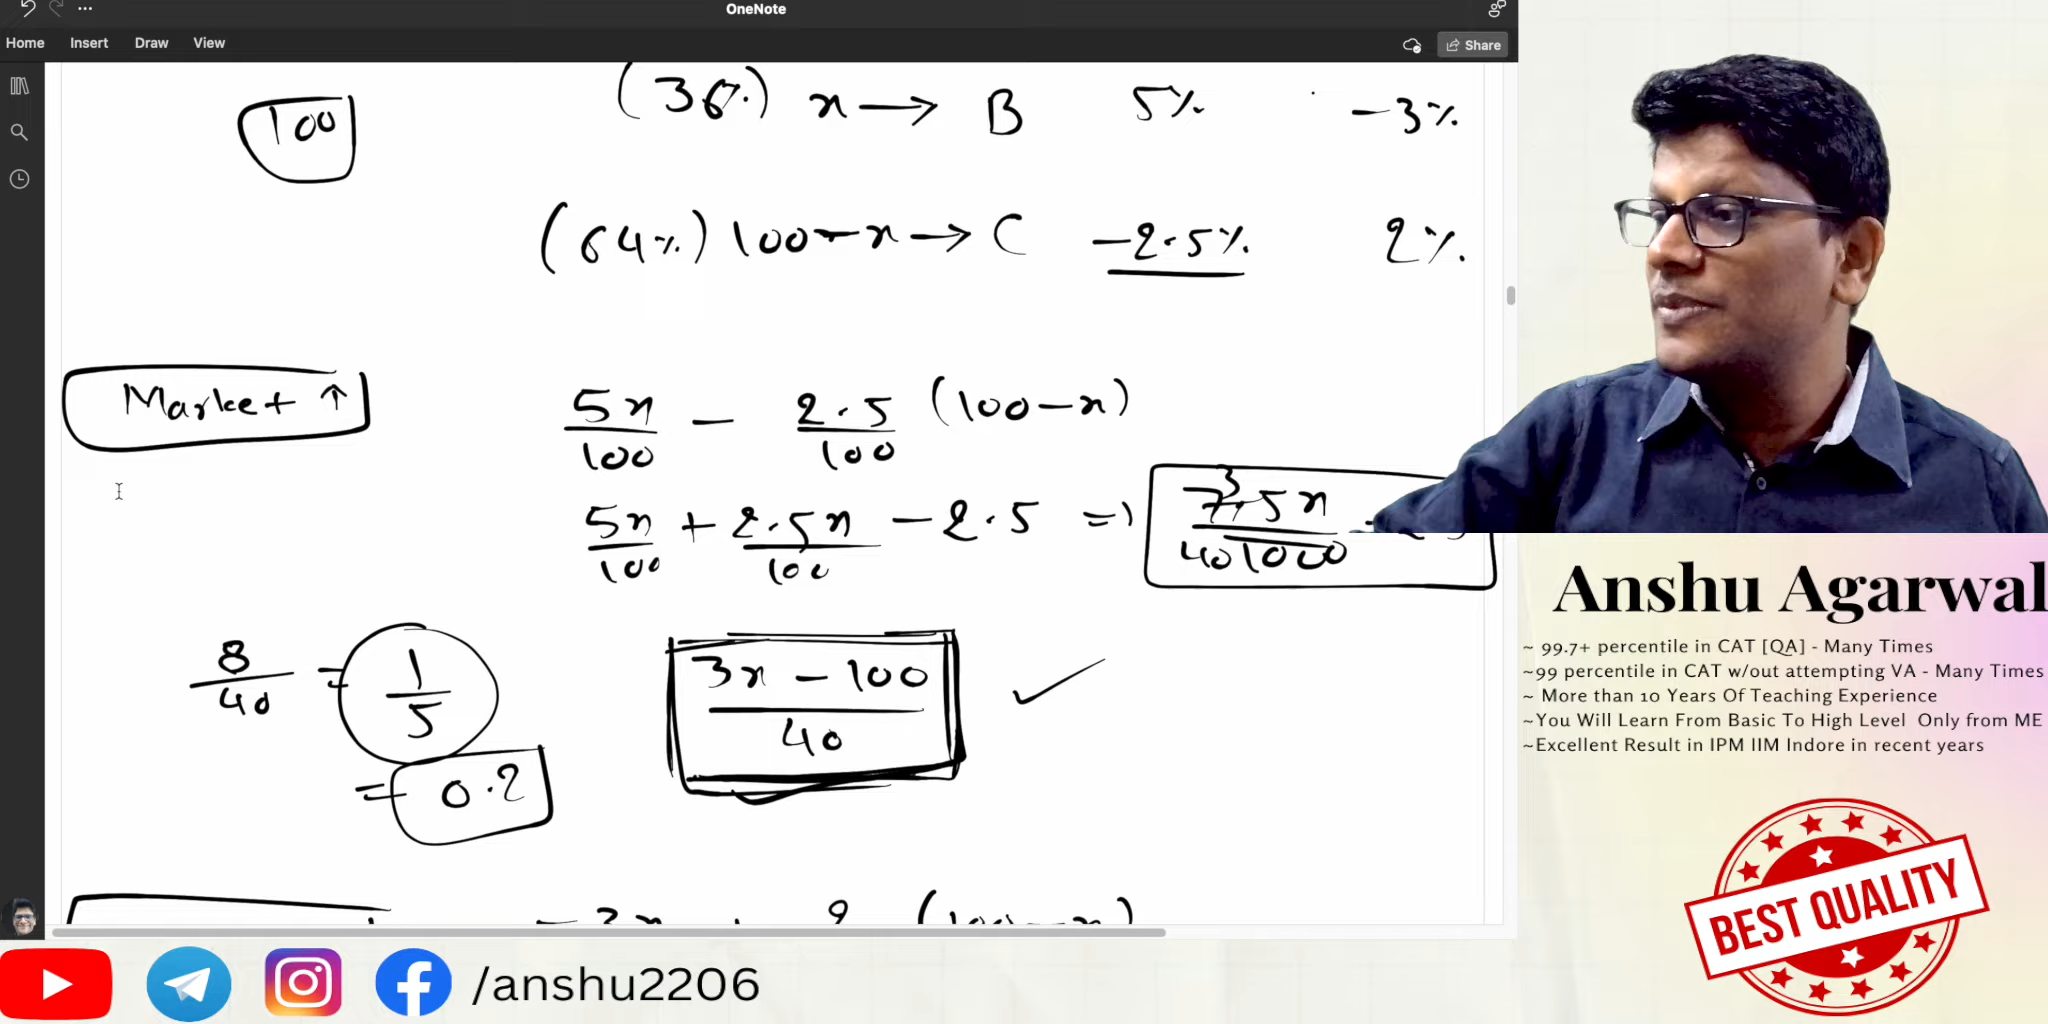 OneNote
Home Insert Draw View
Share
100
(36%) x → B 5% -3%
(64%) 100-x → C -2.5% 2%
Market ↑
5x/100 - 2.5/100 (100-x)
5x/100 + 2.5x/100 - 2.5 ⇒
3x-100/40
8/40 = 1/5
= 0.2
Anshu Agarwal
~ 99.7+ percentile in CAT [QA] - Many Times
~99 percentile in CAT w/out attempting VA - Many Times
~ More than 10 Years Of Teaching Experience
~You Will Learn From Basic To High Level Only from ME
~Excellent Result in IPM IIM Indore in recent years
BEST QUALITY
/anshu2206